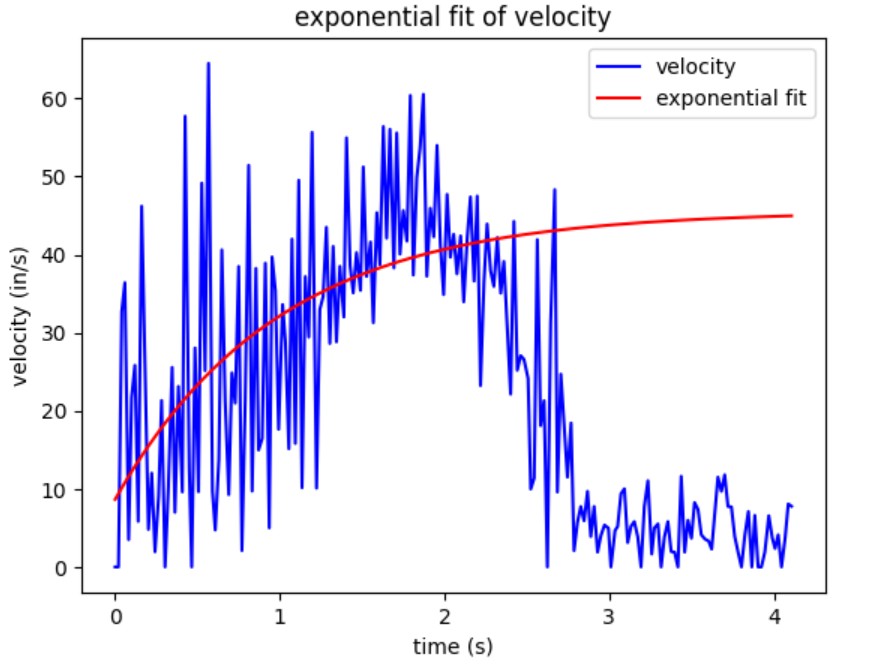 exponential fit of velocity
velocity
exponential fit
velocity (in/s)
60
50
40
30
20
10
0
0 1 2 3 4
time (s)